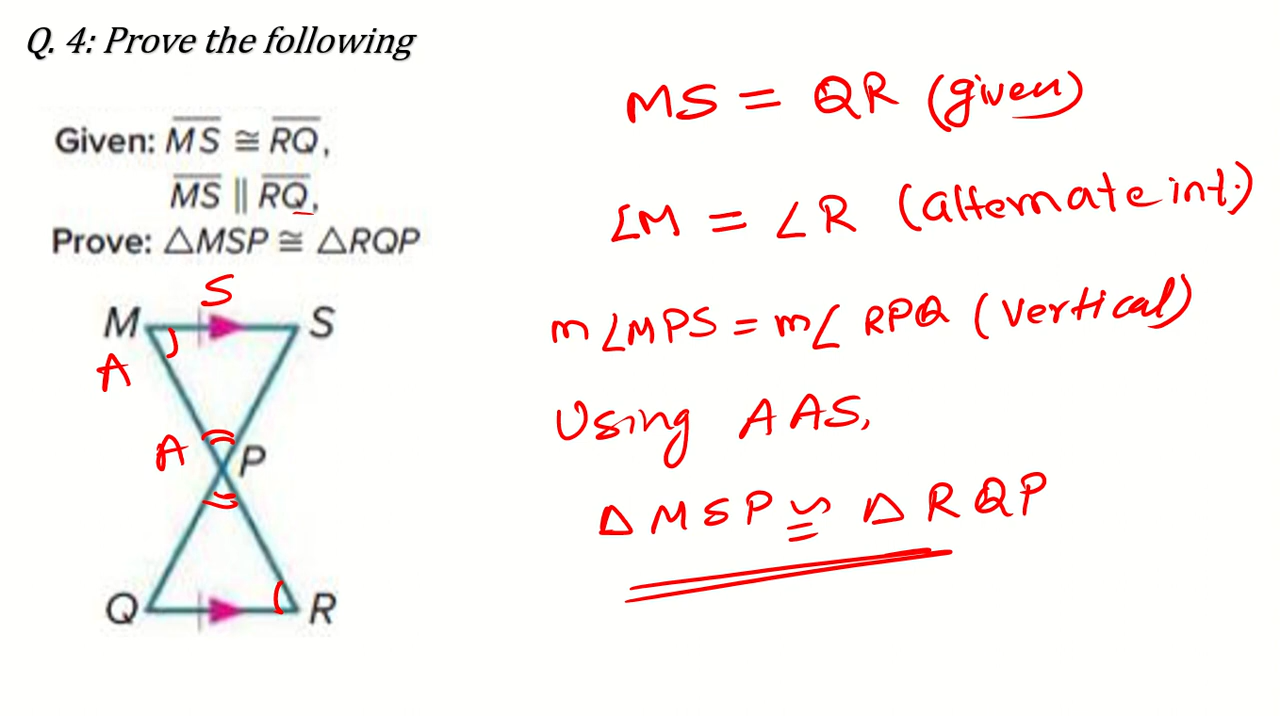 Q. 4: Prove the following
Given: MS ≅ RQ,
MS || RQ,
Prove: △MSP ≅ △RQP
S
M
S
A
A
P
Q
R
MS = QR (given)
∠M = ∠R (alternate int.)
m∠MPS = m∠RPQ (vertical)
Using AAS,
△MSP ≅ △RQP